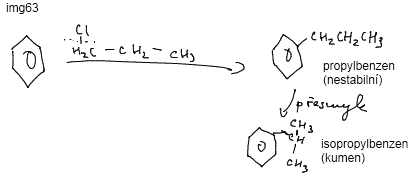 img63
Cl
H2C - CH2 - CH3
CH2CH2CH3
propylbenzen
(nestabilní)
přesmyk
CH3
CH
CH3
isopropylbenzen
(kumen)